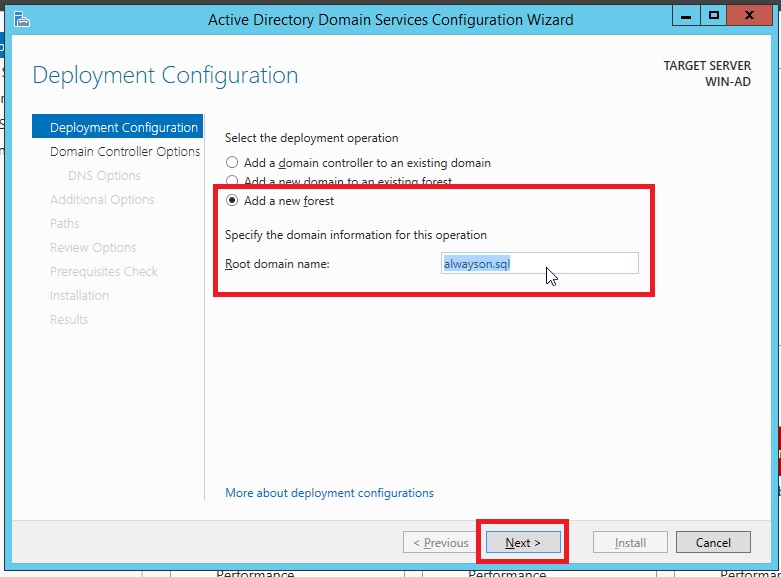 Active Directory Domain Services Configuration Wizard
Deployment Configuration
TARGET SERVER
WIN-AD
Deployment Configuration
Domain Controller Options
DNS Options
Additional Options
Paths
Review Options
Prerequisites Check
Installation
Results
Select the deployment operation
Add a domain controller to an existing domain
Add a new domain to an existing forest
Add a new forest
Specify the domain information for this operation
Root domain name:
alwayson.sql
More about deployment configurations
< Previous
Next >
Install
Cancel
Performance
Performance
Performa